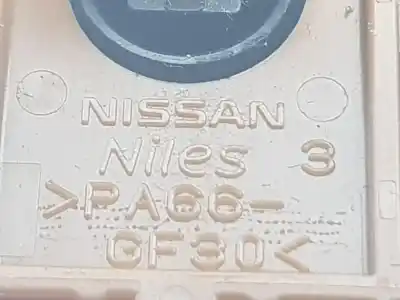 NISSAN
Niles 3
>PA66-
GF30<